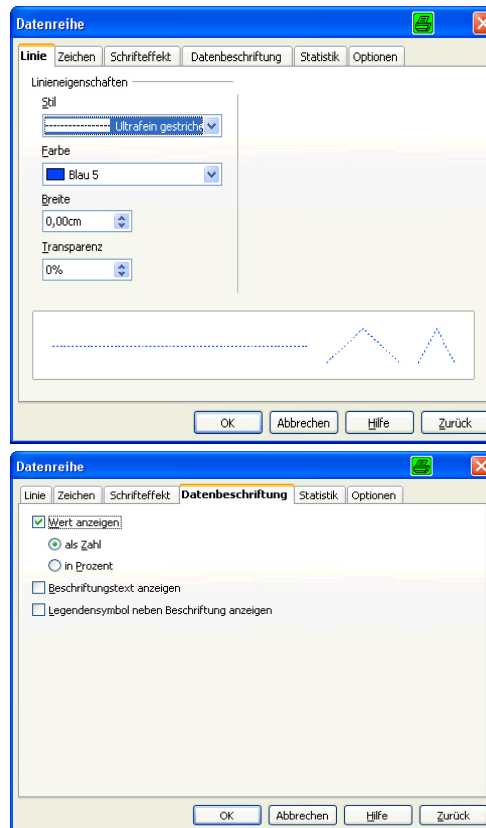 Datenreihe
Linie Zeichen Schrifteffekt Datenbeschriftung Statistik Optionen
Linieneigenschaften
Stil
Ultrafein gestriche
Farbe
Blau 5
Breite
0,00cm
Transparenz
0%
OK Abbrechen Hilfe Zurück
Datenreihe
Linie Zeichen Schrifteffekt Datenbeschriftung Statistik Optionen
Wert anzeigen
als Zahl
in Prozent
Beschriftungstext anzeigen
Legendensymbol neben Beschriftung anzeigen
OK Abbrechen Hilfe Zurück